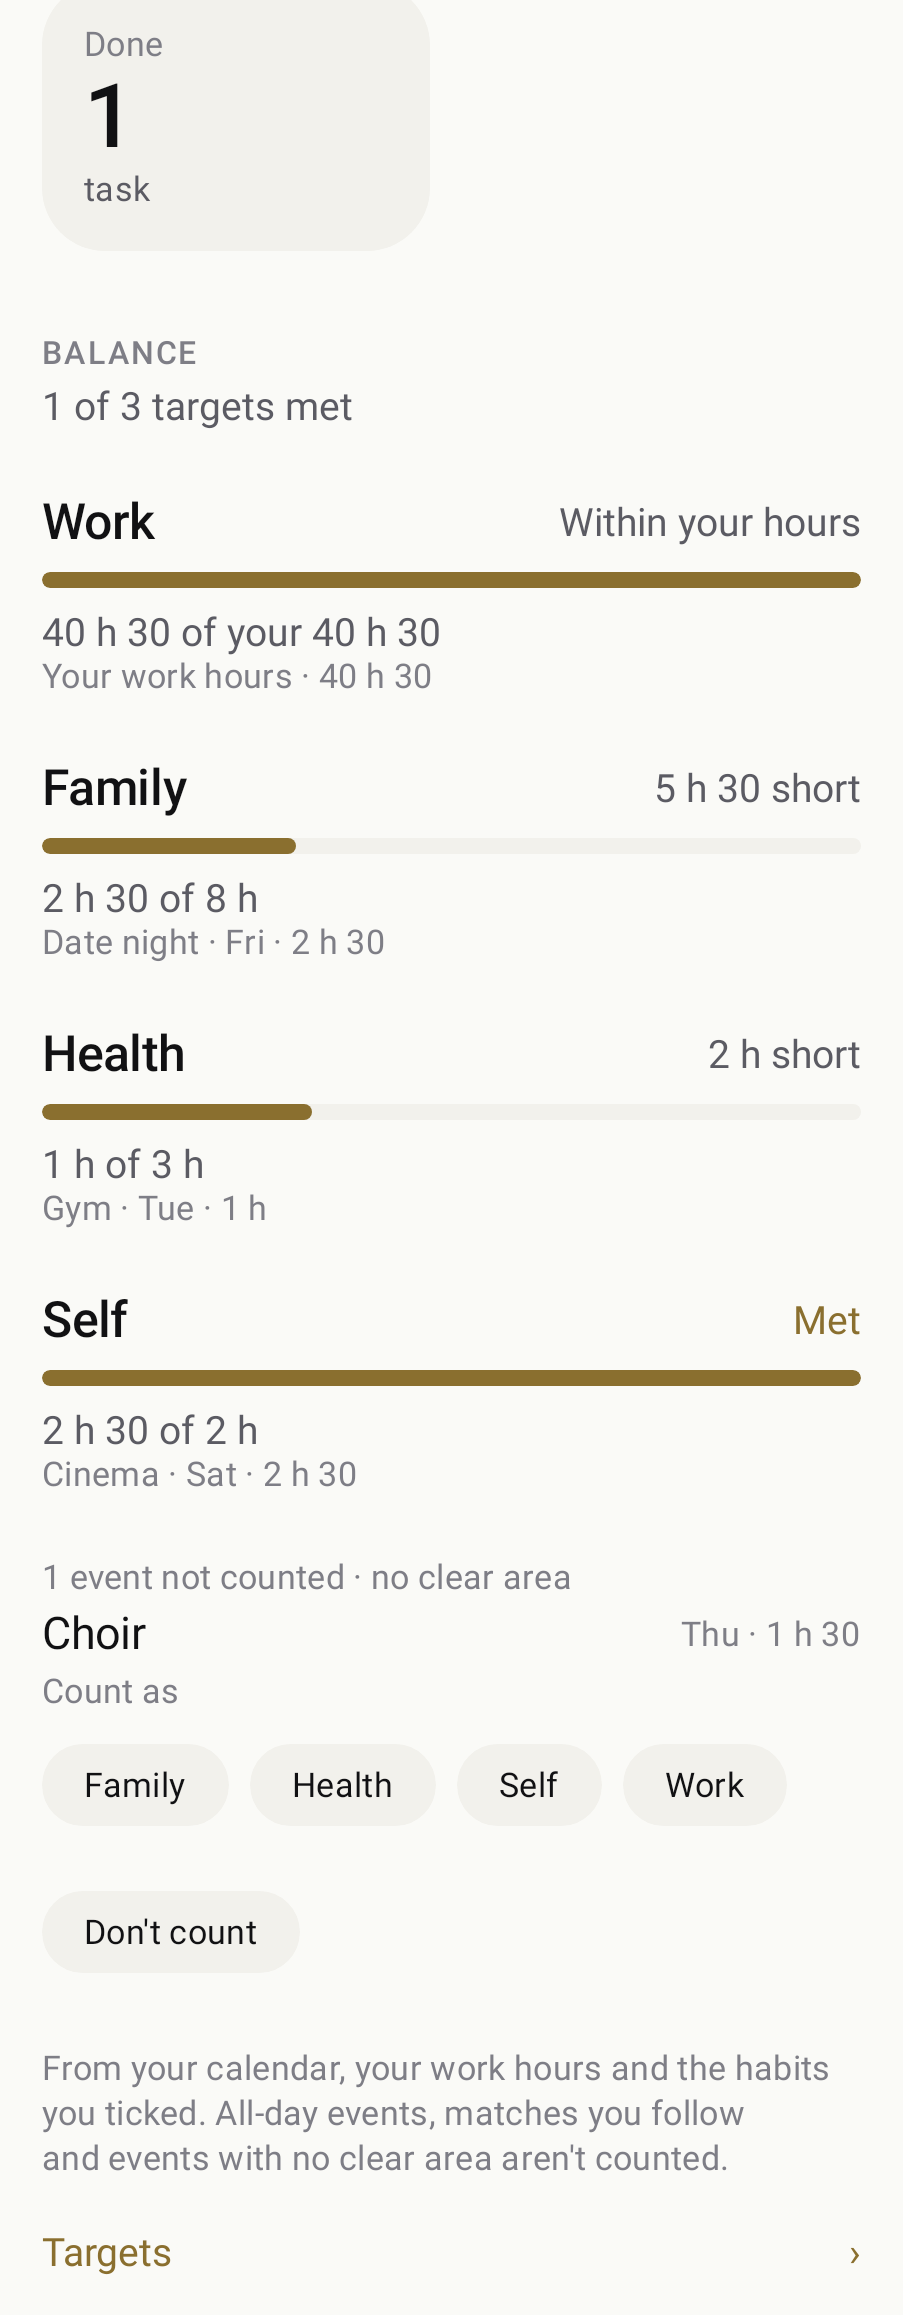 Done
1
task
BALANCE
1 of 3 targets met
Work
Within your hours
40 h 30 of your 40 h 30
Your work hours · 40 h 30
Family
5 h 30 short
2 h 30 of 8 h
Date night · Fri · 2 h 30
Health
2 h short
1 h of 3 h
Gym · Tue · 1 h
Self
Met
2 h 30 of 2 h
Cinema · Sat · 2 h 30
1 event not counted · no clear area
Choir
Thu · 1 h 30
Count as
Family
Health
Self
Work
Don't count
From your calendar, your work hours and the habits
you ticked. All-day events, matches you follow
and events with no clear area aren't counted.
Targets
›